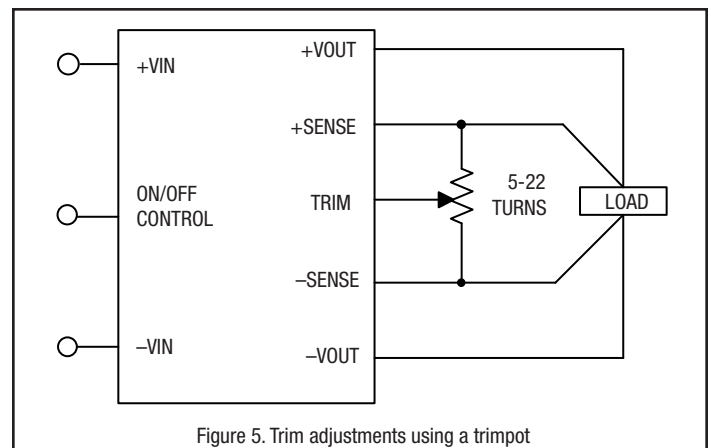 +VIN
ON/OFF
CONTROL
–VIN
+VOUT
+SENSE
TRIM
–SENSE
–VOUT
5-22
TURNS
LOAD
Figure 5. Trim adjustments using a trimpot